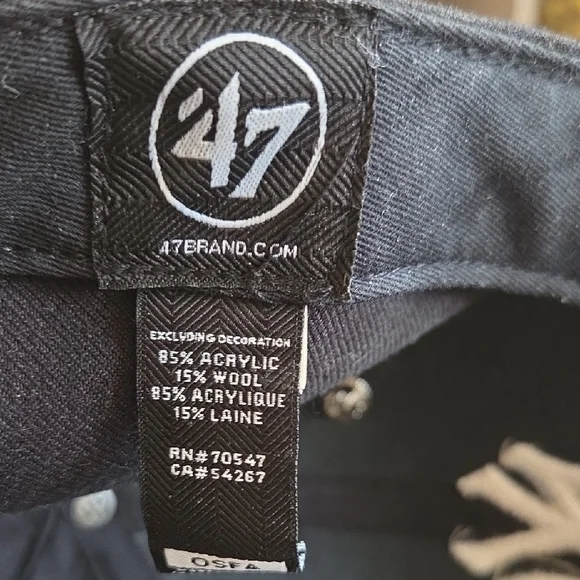 '47
47BRAND.COM
EXCLUDING DECORATION
85% ACRYLIC
15% WOOL
85% ACRYLIQUE
15% LAINE
RN#70547
CA#54267
OSFA